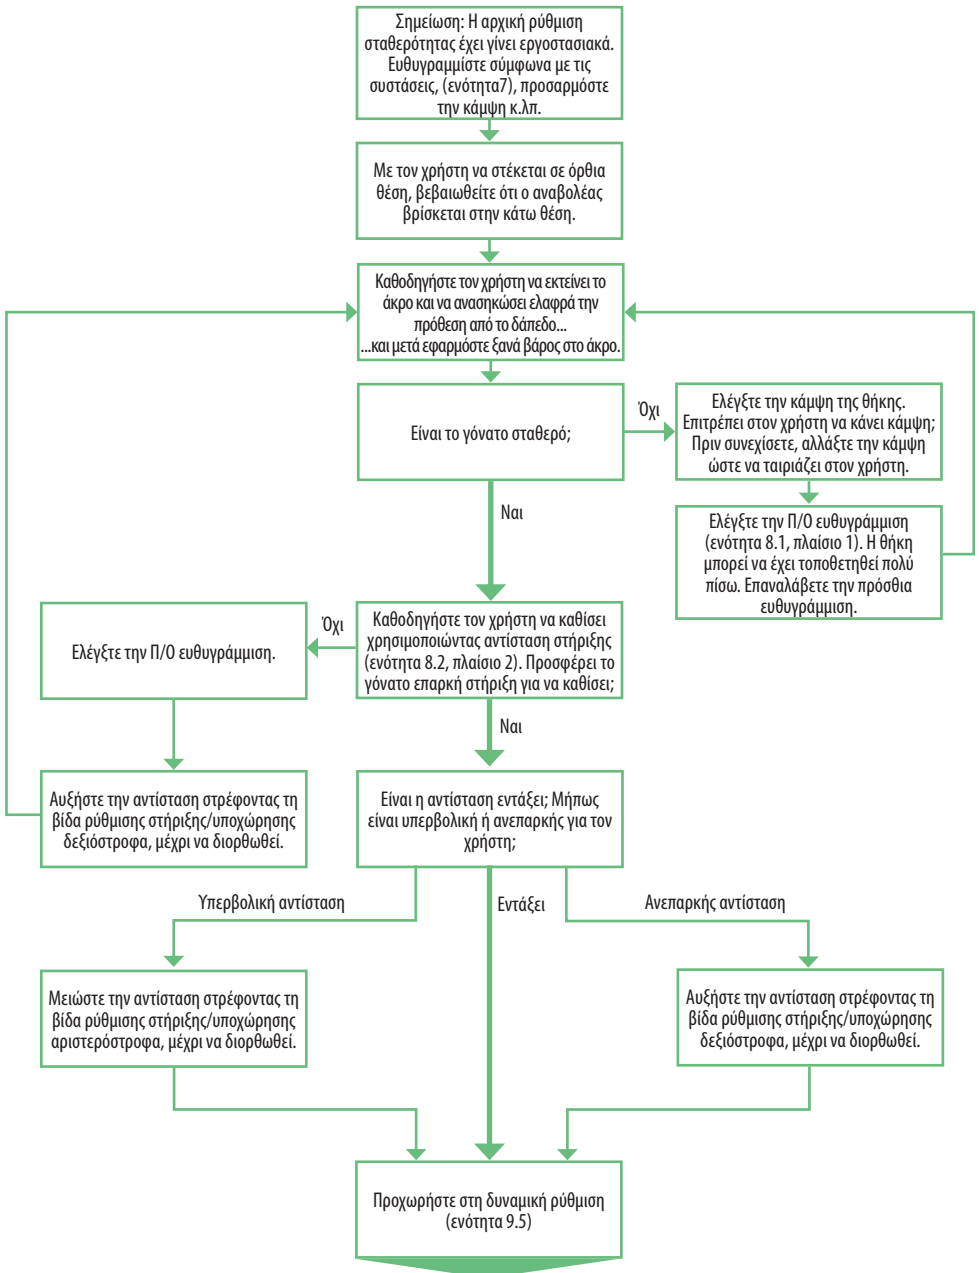 Σημείωση: Η αρχική ρύθμιση
σταθερότητας έχει γίνει εργοστασιακά.
Ευθυγραμμίστε σύμφωνα με τις
συστάσεις, (ενότητα7), προσαρμόστε
την κάμψη κ.λπ.
Με τον χρήστη να στέκεται σε όρθια
θέση, βεβαιωθείτε ότι ο αναβολέας
βρίσκεται στην κάτω θέση.
Καθοδηγήστε τον χρήστη να εκτείνει το
άκρο και να ανασηκώσει ελαφρά την
πρόθεση από το δάπεδο...
...και μετά εφαρμόστε ξανά βάρος στο άκρο.
Είναι το γόνατο σταθερό;
Όχι
Ελέγξτε την κάμψη της θήκης.
Επιτρέπει στον χρήστη να κάνει κάμψη;
Πριν συνεχίσετε, αλλάξτε την κάμψη
ώστε να ταιριάζει στον χρήστη.
Ναι
Ελέγξτε την Π/Ο ευθυγράμμιση
(ενότητα 8.1, πλαίσιο 1). Η θήκη
μπορεί να έχει τοποθετηθεί πολύ
πίσω. Επαναλάβετε την πρόσθια
ευθυγράμμιση.
Καθοδηγήστε τον χρήστη να καθίσει
χρησιμοποιώντας αντίσταση στήριξης
(ενότητα 8.2, πλαίσιο 2). Προσφέρει το
γόνατο επαρκή στήριξη για να καθίσει;
Όχι
Ελέγξτε την Π/Ο ευθυγράμμιση.
Ναι
Αυξήστε την αντίσταση στρέφοντας τη
βίδα ρύθμισης στήριξης/υποχώρησης
δεξιόστροφα, μέχρι να διορθωθεί.
Είναι η αντίσταση εντάξει; Μήπως
είναι υπερβολική ή ανεπαρκής για τον
χρήστη;
Υπερβολική αντίσταση
Εντάξει
Ανεπαρκής αντίσταση
Μειώστε την αντίσταση στρέφοντας τη
βίδα ρύθμισης στήριξης/υποχώρησης
αριστερόστροφα, μέχρι να διορθωθεί.
Αυξήστε την αντίσταση στρέφοντας τη
βίδα ρύθμισης στήριξης/υποχώρησης
δεξιόστροφα, μέχρι να διορθωθεί.
Προχωρήστε στη δυναμική ρύθμιση
(ενότητα 9.5)